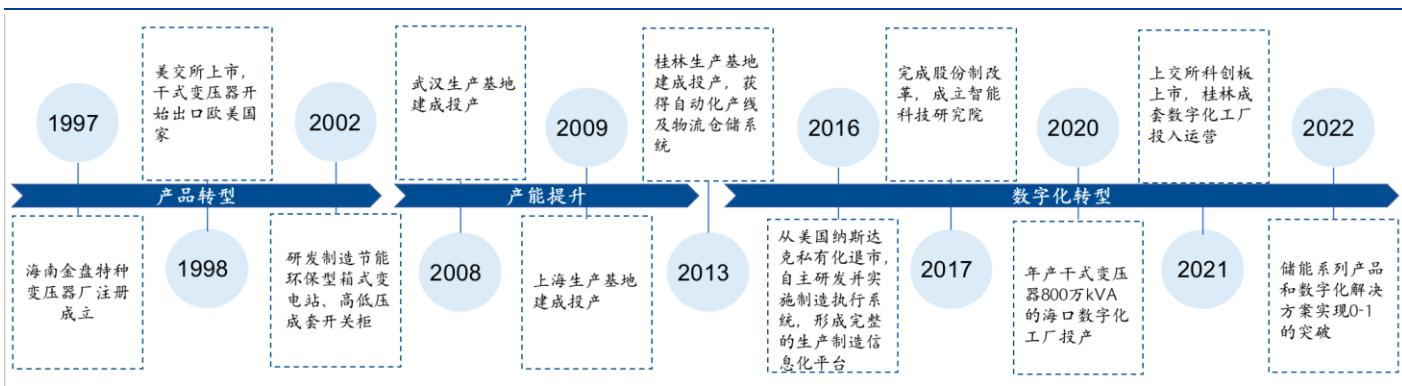 1997
海南金盘特种
变压器厂注册
成立
美交所上市，
干式变压器开
始出口欧美国
家
1998
2002
研发制造节能
环保型箱式变
电站、高低压
成套开关柜
产品转型
武汉生产基地
建成投产
2008
2009
上海生产基地
建成投产
产能提升
桂林生产基地
建成投产，获
得自动化产线
及物流仓储系
统
2013
2016
从美国纳斯达
克私有化退市，
自主研发并实
施制造执行系
统，形成完整
的生产制造信
息化平台
完成股份制改
革，成立智能
科技研究院
2017
数字化转型
2020
年产干式变压
器800万kVA
的海口数字化
工厂投产
上交所科创板
上市，桂林成
套数字化工厂
投入运营
2021
2022
储能系列产品
和数字化解决
方案实现0-1
的突破